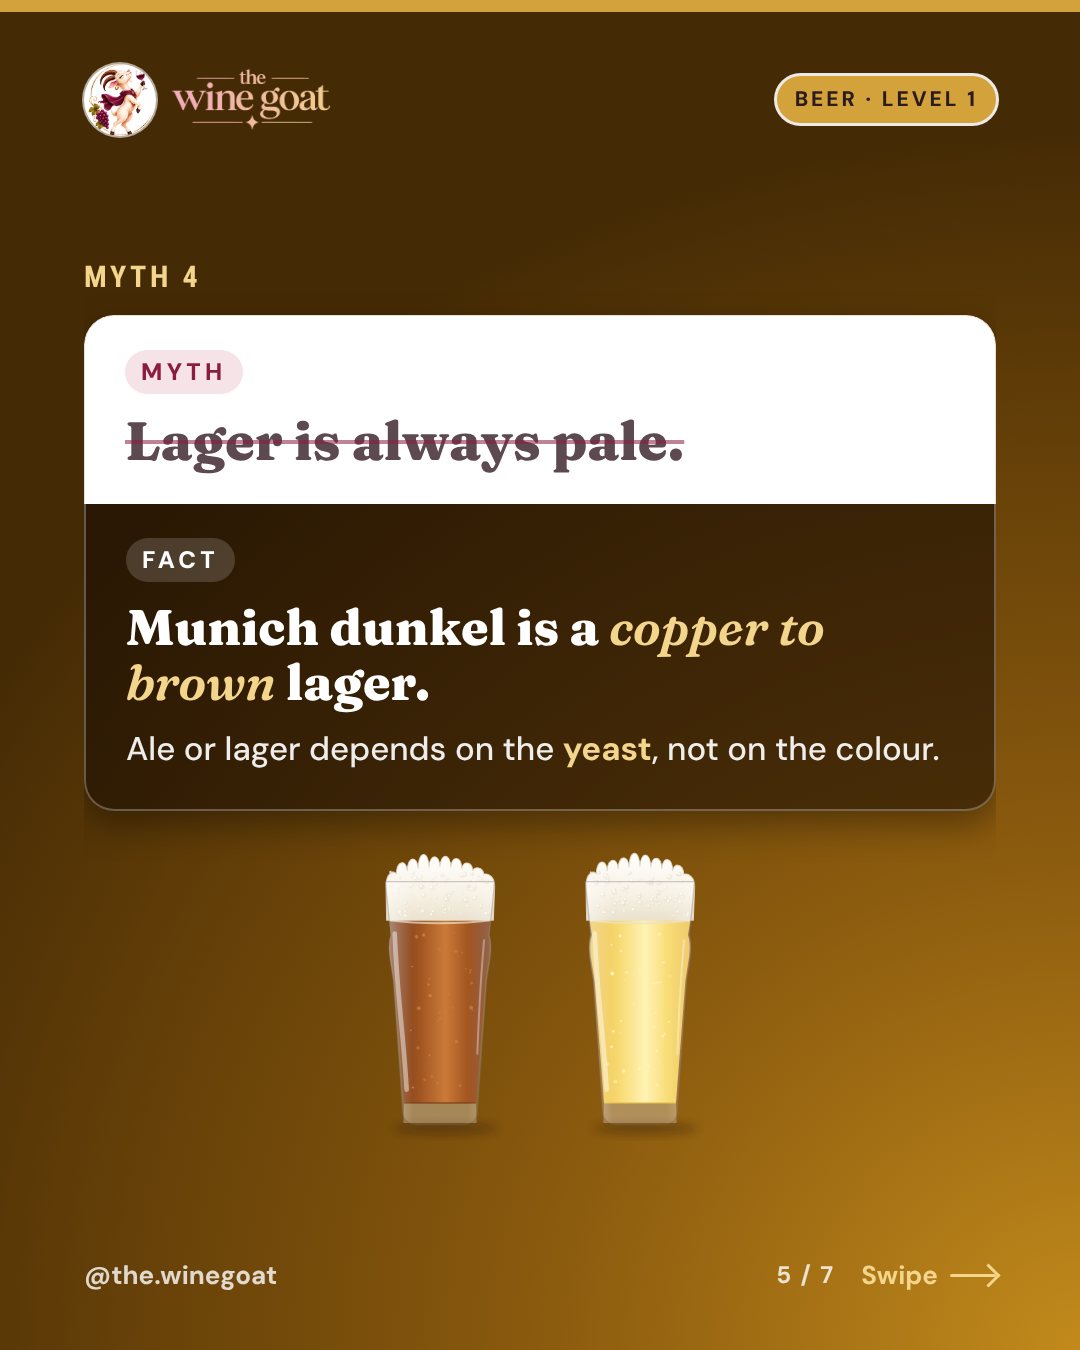 the
wine goat
BEER · LEVEL 1
MYTH 4
MYTH
Lager is always pale.
FACT
Munich dunkel is a copper to
brown lager.
Ale or lager depends on the yeast, not on the colour.
@the.winegoat
5 / 7 Swipe